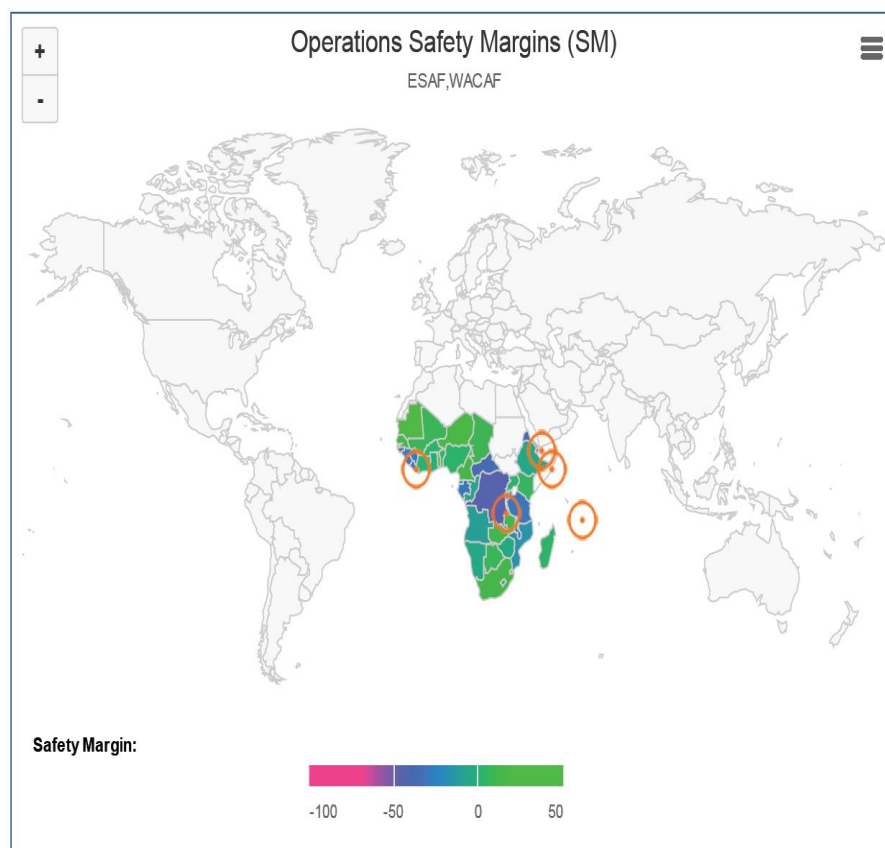 +
-
Operations Safety Margins (SM)
ESAF,WACAF
Safety Margin:
-100 -50 0 50